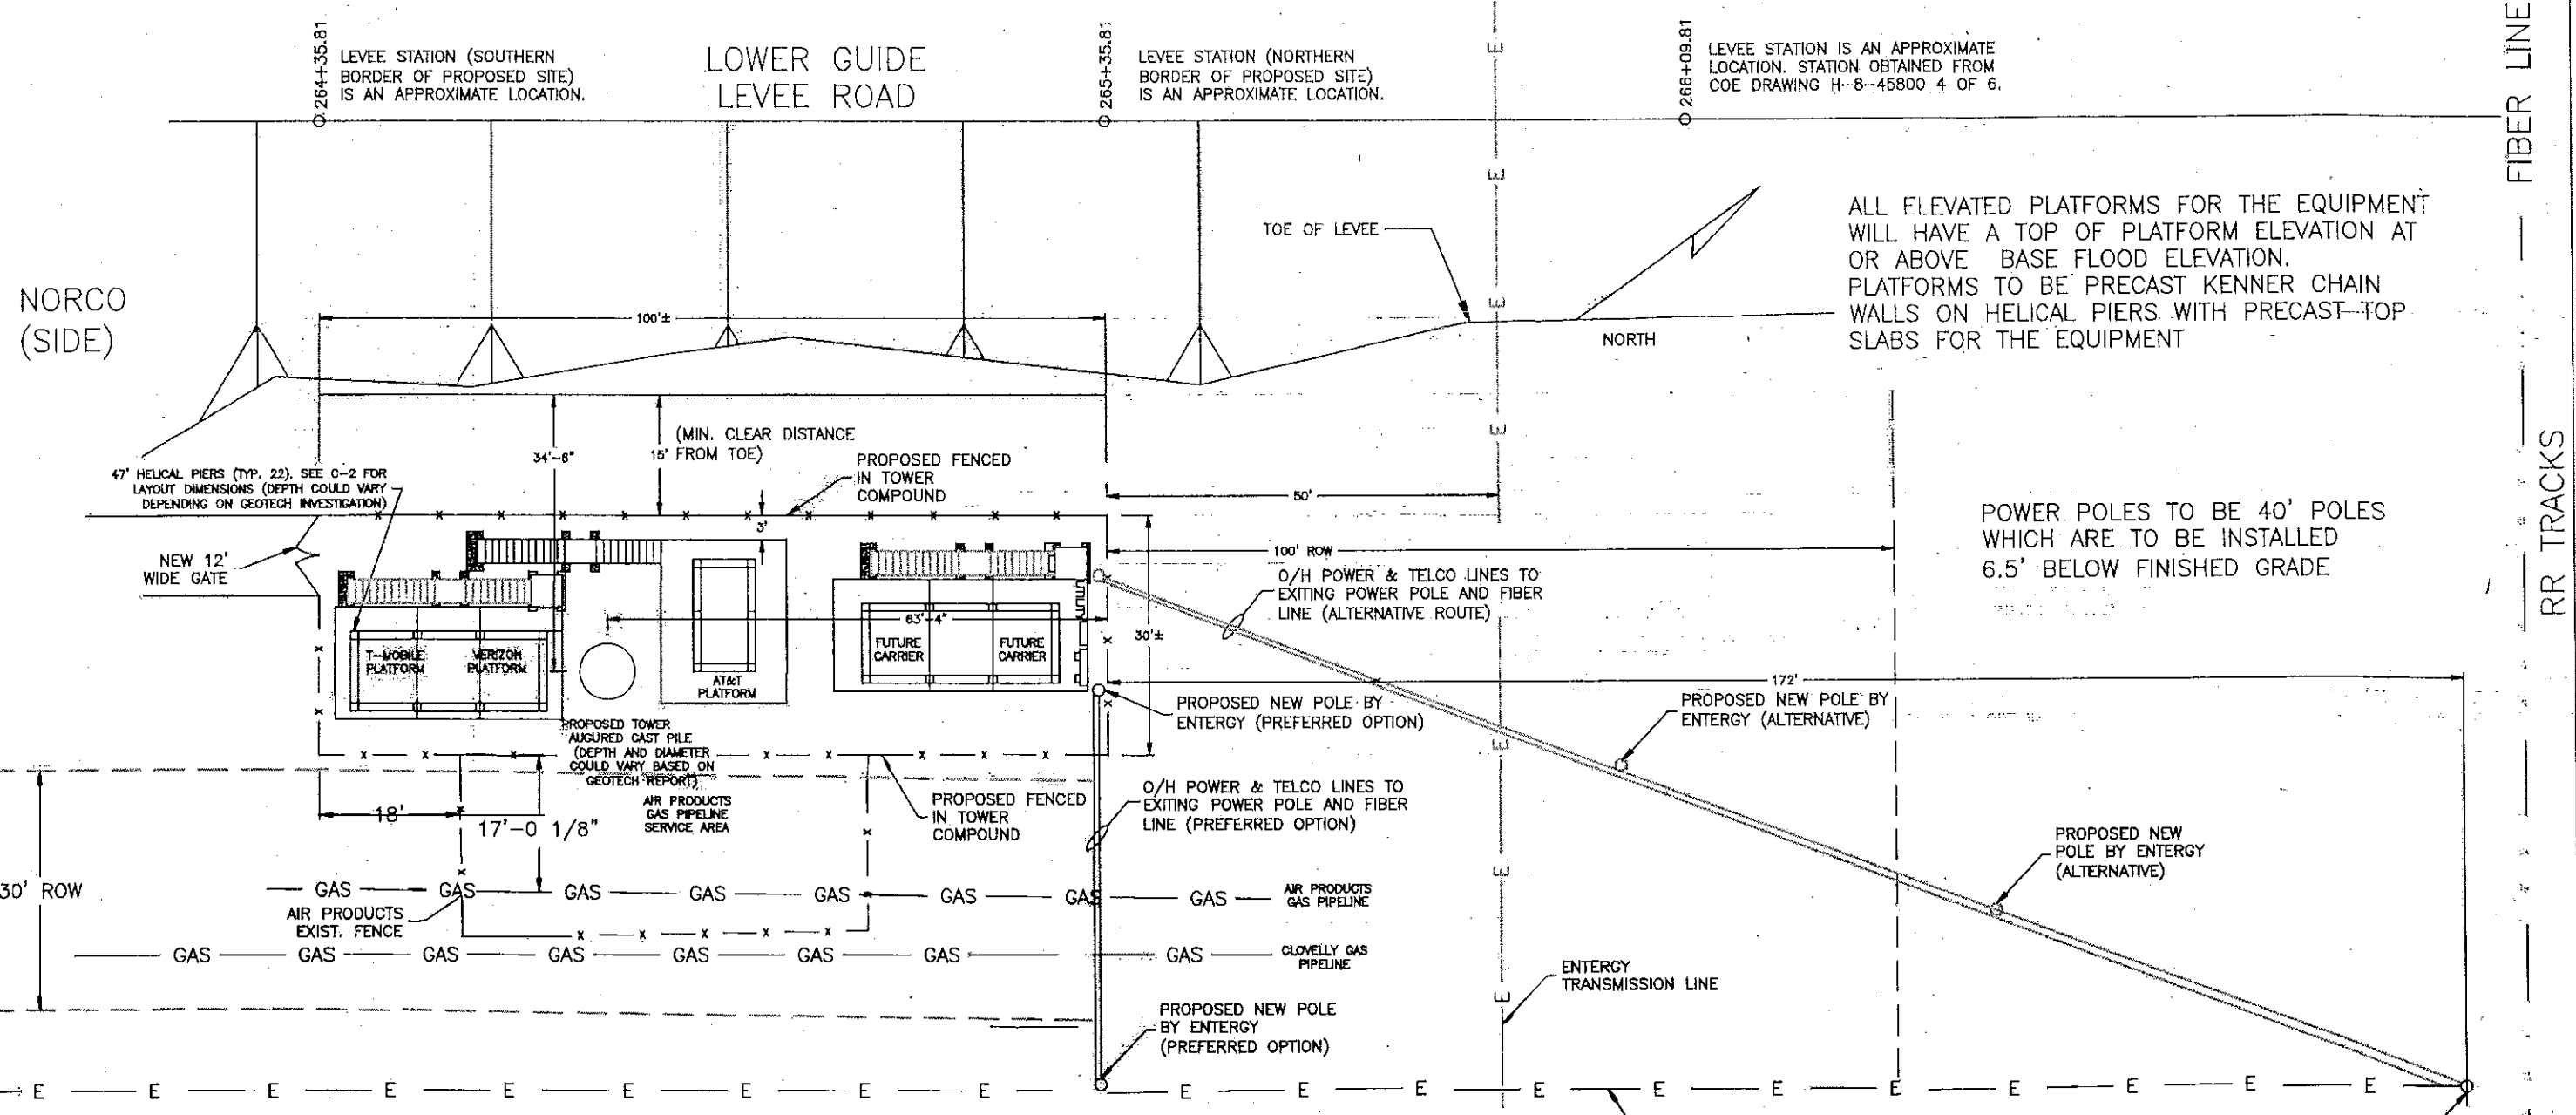 264+35.81
LEVEE STATION (SOUTHERN
BORDER OF PROPOSED SITE)
IS AN APPROXIMATE LOCATION.
LOWER GUIDE
LEVEE ROAD
265+35.81
LEVEE STATION (NORTHERN
BORDER OF PROPOSED SITE)
IS AN APPROXIMATE LOCATION.
266+09.81
LEVEE STATION IS AN APPROXIMATE
LOCATION. STATION OBTAINED FROM
COE DRAWING H-8-45800 4 OF 6.
FIBER LINE
RR TRACKS
E
E
E
E
E
E
E
E
TOE OF LEVEE
NORTH
ALL ELEVATED PLATFORMS FOR THE EQUIPMENT
WILL HAVE A TOP OF PLATFORM ELEVATION AT
OR ABOVE BASE FLOOD ELEVATION.
PLATFORMS TO BE PRECAST KENNER CHAIN
WALLS ON HELICAL PIERS WITH PRECAST TOP
SLABS FOR THE EQUIPMENT
NORCO
(SIDE)
100'±
34'-6"
15'
(MIN. CLEAR DISTANCE
FROM TOE)
PROPOSED FENCED
IN TOWER
COMPOUND
47' HELICAL PIERS (TYP. 22). SEE C-2 FOR
LAYOUT DIMENSIONS (DEPTH COULD VARY
DEPENDING ON GEOTECH INVESTIGATION)
NEW 12'
WIDE GATE
3'
50'
100' ROW
POWER POLES TO BE 40' POLES
WHICH ARE TO BE INSTALLED
6.5' BELOW FINISHED GRADE
O/H POWER & TELCO LINES TO
EXITING POWER POLE AND FIBER
LINE (ALTERNATIVE ROUTE)
63'-4"
30'±
T-MOBILE
PLATFORM
VERIZON
PLATFORM
AT&T
PLATFORM
FUTURE
CARRIER
FUTURE
CARRIER
172'
PROPOSED NEW POLE BY
ENTERGY (PREFERRED OPTION)
PROPOSED NEW POLE BY
ENTERGY (ALTERNATIVE)
PROPOSED TOWER
AUGURED CAST PILE
(DEPTH AND DIAMETER
COULD VARY BASED ON
GEOTECH REPORT)
AIR PRODUCTS
GAS PIPELINE
SERVICE AREA
18'
17'-0 1/8"
PROPOSED FENCED
IN TOWER
COMPOUND
O/H POWER & TELCO LINES TO
EXITING POWER POLE AND FIBER
LINE (PREFERRED OPTION)
PROPOSED NEW
POLE BY ENTERGY
(ALTERNATIVE)
30' ROW
GAS GAS GAS GAS GAS GAS GAS GAS
AIR PRODUCTS
GAS PIPELINE
AIR PRODUCTS
EXIST. FENCE
GAS GAS GAS GAS GAS GAS GAS GAS
CLOVELLY GAS
PIPELINE
ENTERGY
TRANSMISSION LINE
PROPOSED NEW POLE
BY ENTERGY
(PREFERRED OPTION)
E E E E E E E E E E E E E E E E E E E E